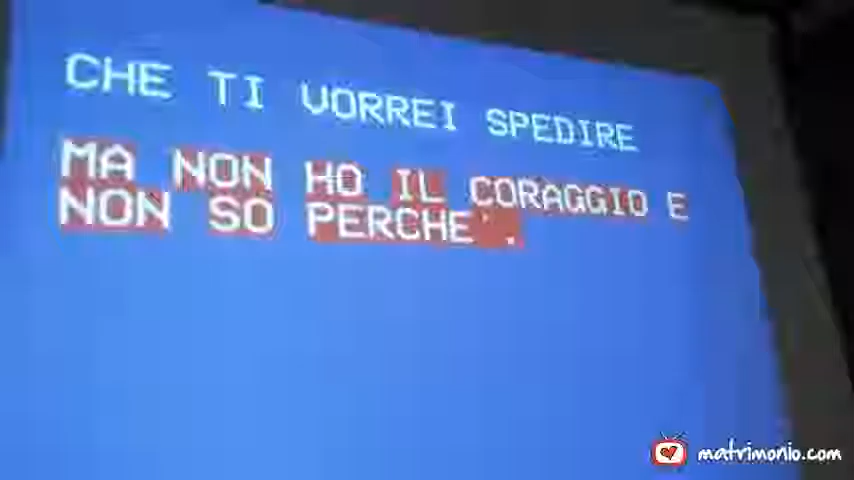 CHE TI VORREI SPEDIRE
MA NON HO IL CORAGGIO E
NON SO PERCHE`.
matrimonio.com